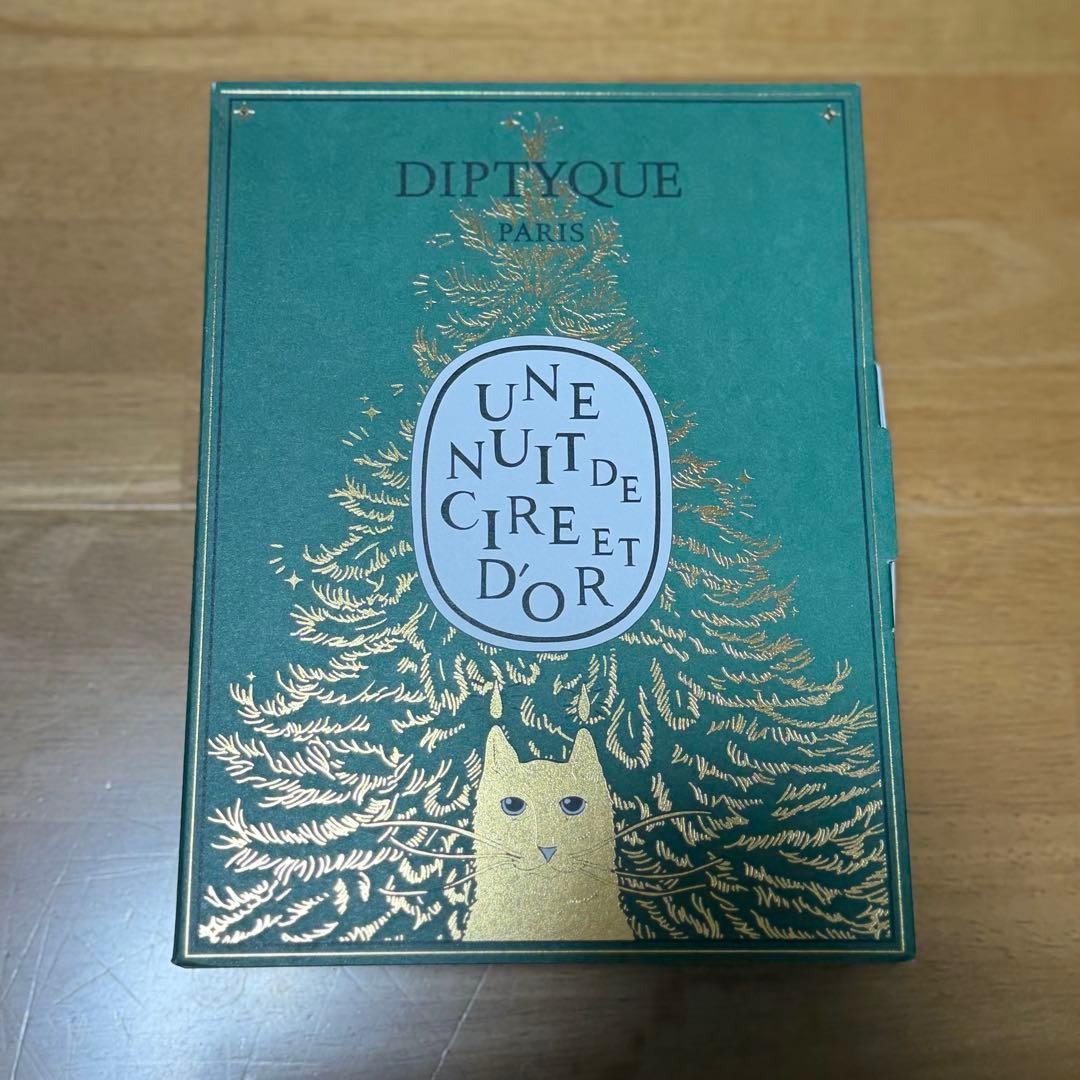 DIPTYQUE
PARIS
UNE
NUIT DE
CIRE ET
D'OR